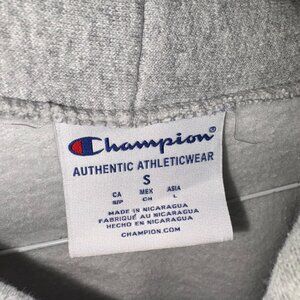 Champion®
AUTHENTIC ATHLETICWEAR
S
CA MEX ASIA
S/P CH L
MADE IN NICARAGUA
FABRIQUÉ AU NICARAGUA
HECHO EN NICARAGUA
CHAMPION.COM